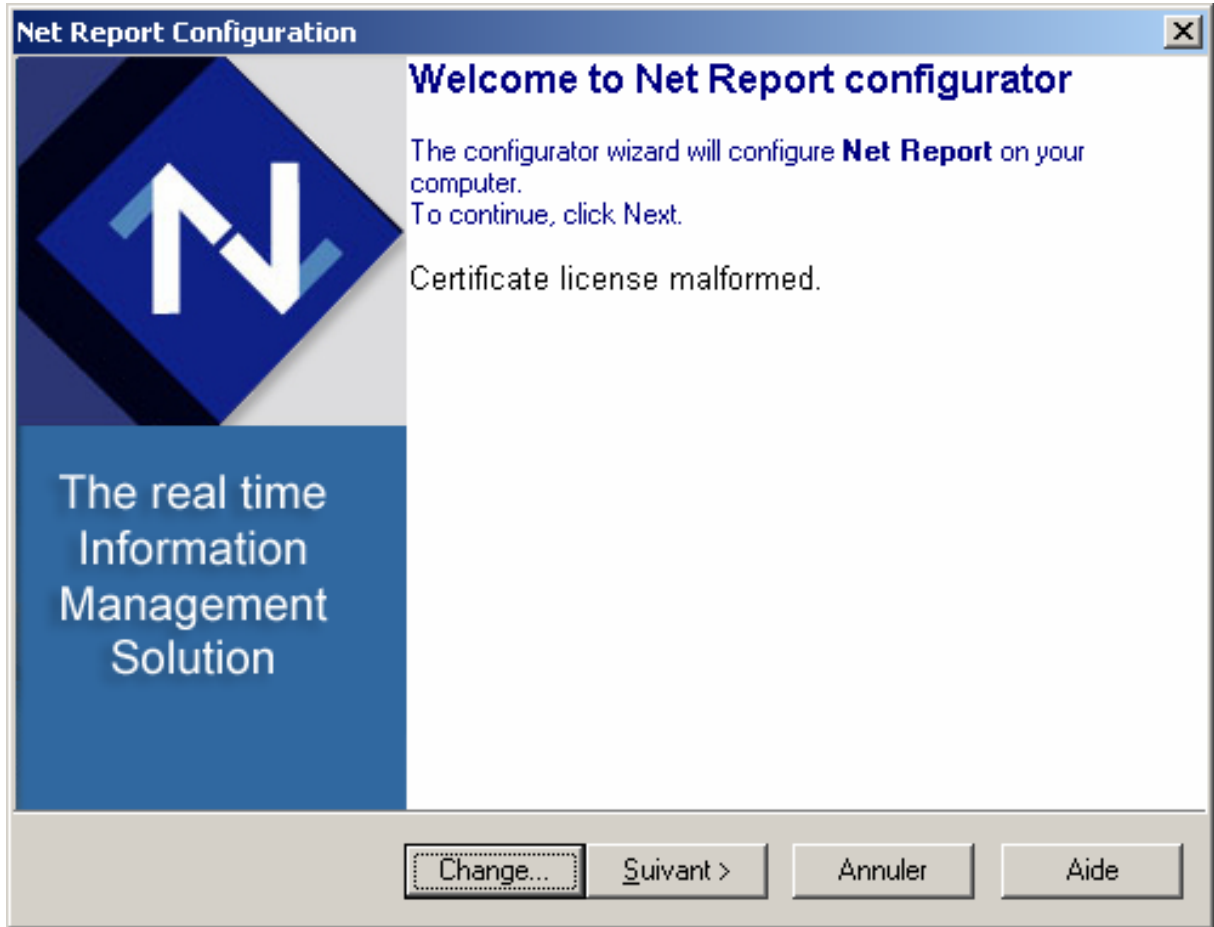 Net Report Configuration
Welcome to Net Report configurator
The configurator wizard will configure Net Report on your
computer.
To continue, click Next.
Certificate license malformed.
The real time
Information
Management
Solution
Change...
Suivant >
Annuler
Aide